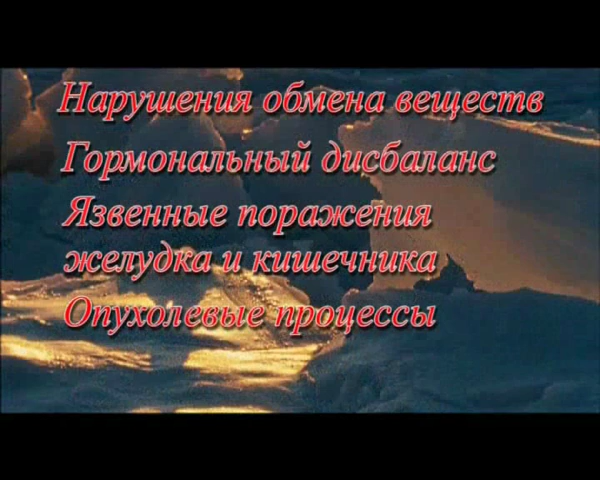 Нарушения обмена веществ
Гормональный дисбаланс
Язвенные поражения
желудка и кишечника
Опухолевые процессы